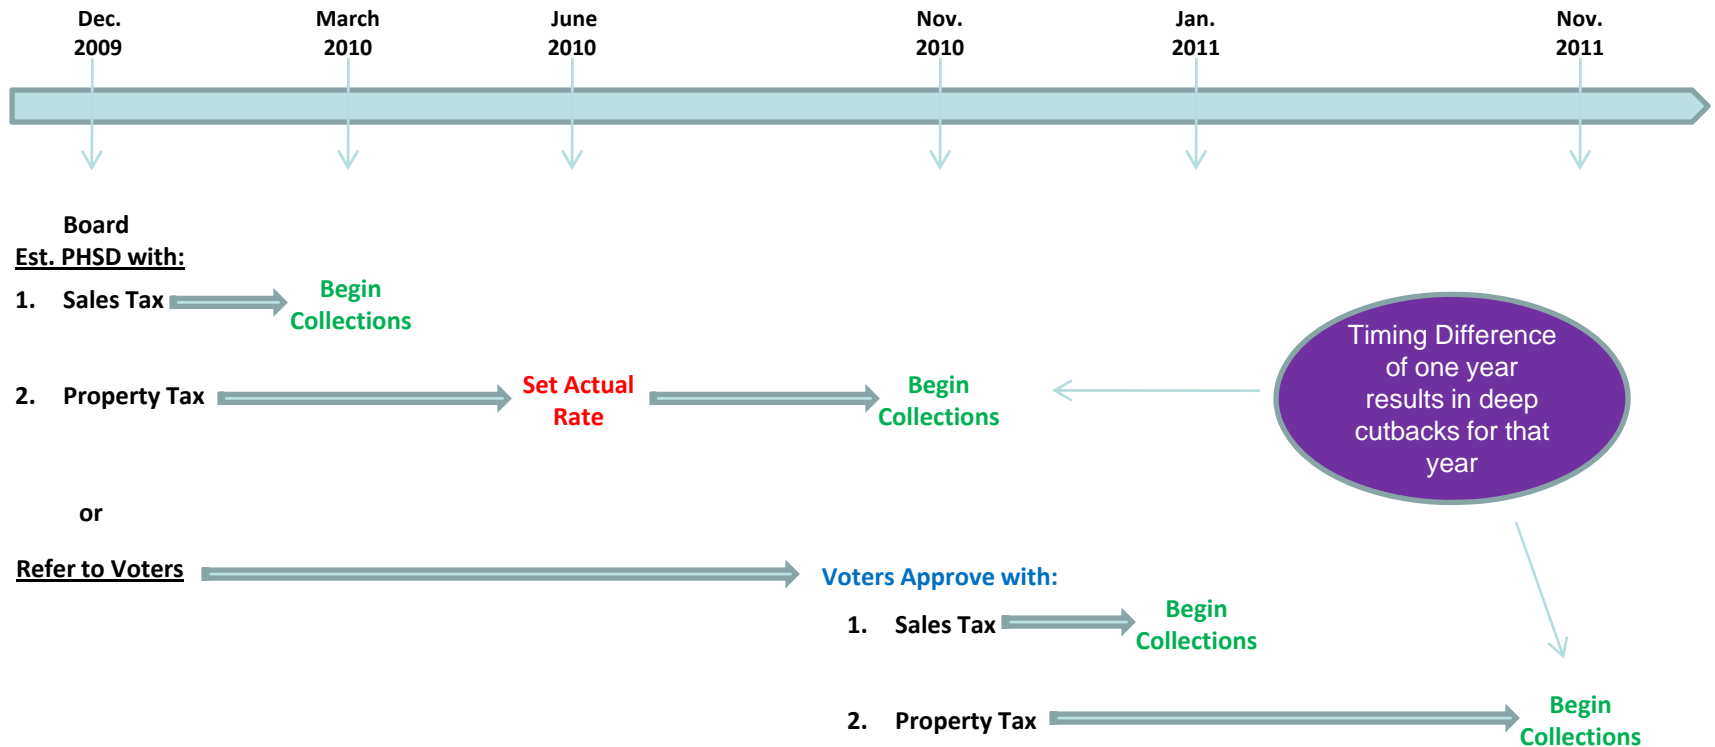 Dec.
2009
March
2010
June
2010
Nov.
2010
Jan.
2011
Nov.
2011
Board
Est. PHSD with:
1. Sales Tax
Begin
Collections
2. Property Tax
Set Actual
Rate
Begin
Collections
Timing Difference
of one year
results in deep
cutbacks for that
year
or
Refer to Voters
Voters Approve with:
1. Sales Tax
Begin
Collections
2. Property Tax
Begin
Collections